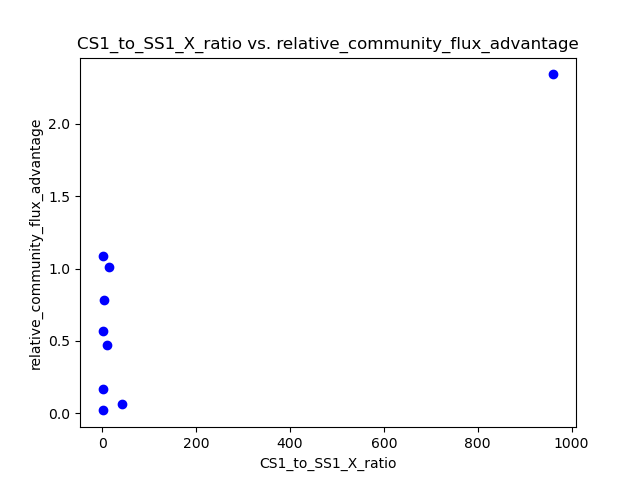 CS1_to_SS1_X_ratio vs. relative_community_flux_advantage
relative_community_flux_advantage
2.0
1.5
1.0
0.5
0.0
0 200 400 600 800 1000
CS1_to_SS1_X_ratio